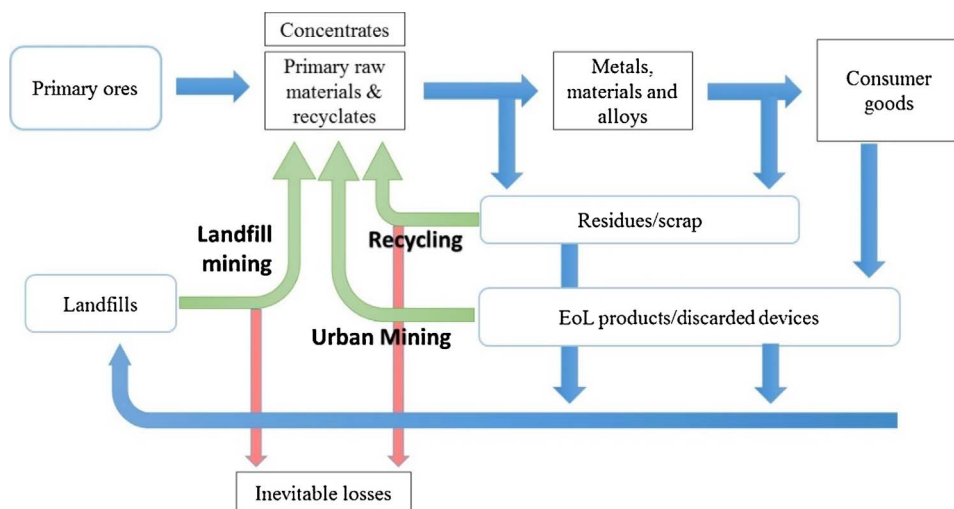 Concentrates
Primary ores
Primary raw
materials &
recyclates
Metals,
materials and
alloys
Consumer
goods
Landfill
mining
Recycling
Residues/scrap
Landfills
Urban Mining
EoL products/discarded devices
Inevitable losses